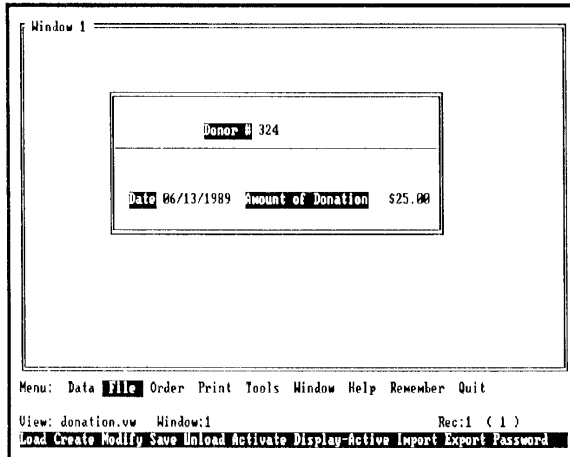 Window 1
Donor # 324
Date 06/13/1989 Amount of Donation $25.00
Menu: Data File Order Print Tools Window Help Remember Quit
View: donation.vw Window:1 Rec:1 ( 1 )
Load Create Modify Save Unload Activate Display-Active Import Export Password